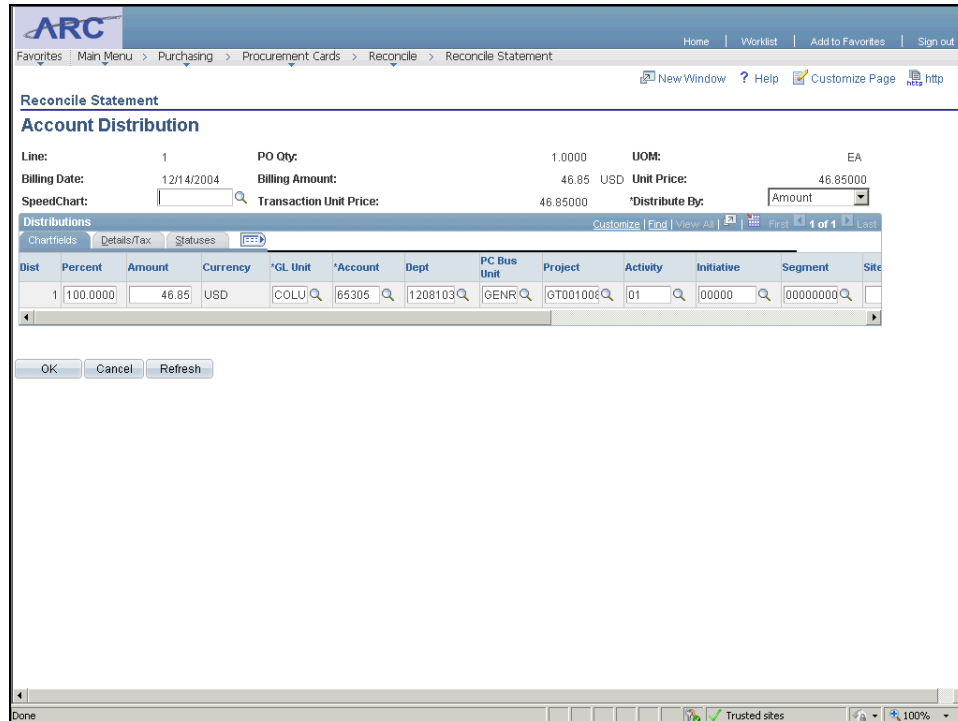 ARC
Home | Worklist | Add to Favorites | Sign out
Favorites Main Menu > Purchasing > Procurement Cards > Reconcile > Reconcile Statement
New Window ? Help Customize Page http
Reconcile Statement
Account Distribution
Line: 1 PO Qty: 1.0000 UOM: EA
Billing Date: 12/14/2004 Billing Amount: 46.85 USD Unit Price: 46.85000
SpeedChart: Transaction Unit Price: 46.85000 *Distribute By: Amount
Distributions Customize | Find | View All | First 1 of 1 Last
Chartfields Details/Tax Statuses
Dist Percent Amount Currency *GL Unit *Account Dept PC Bus Unit Project Activity Initiative Segment Site
1 100.0000 46.85 USD COLU 65305 1208103 GENR GT001008 01 00000 00000000
OK Cancel Refresh
Done Trusted sites 100%